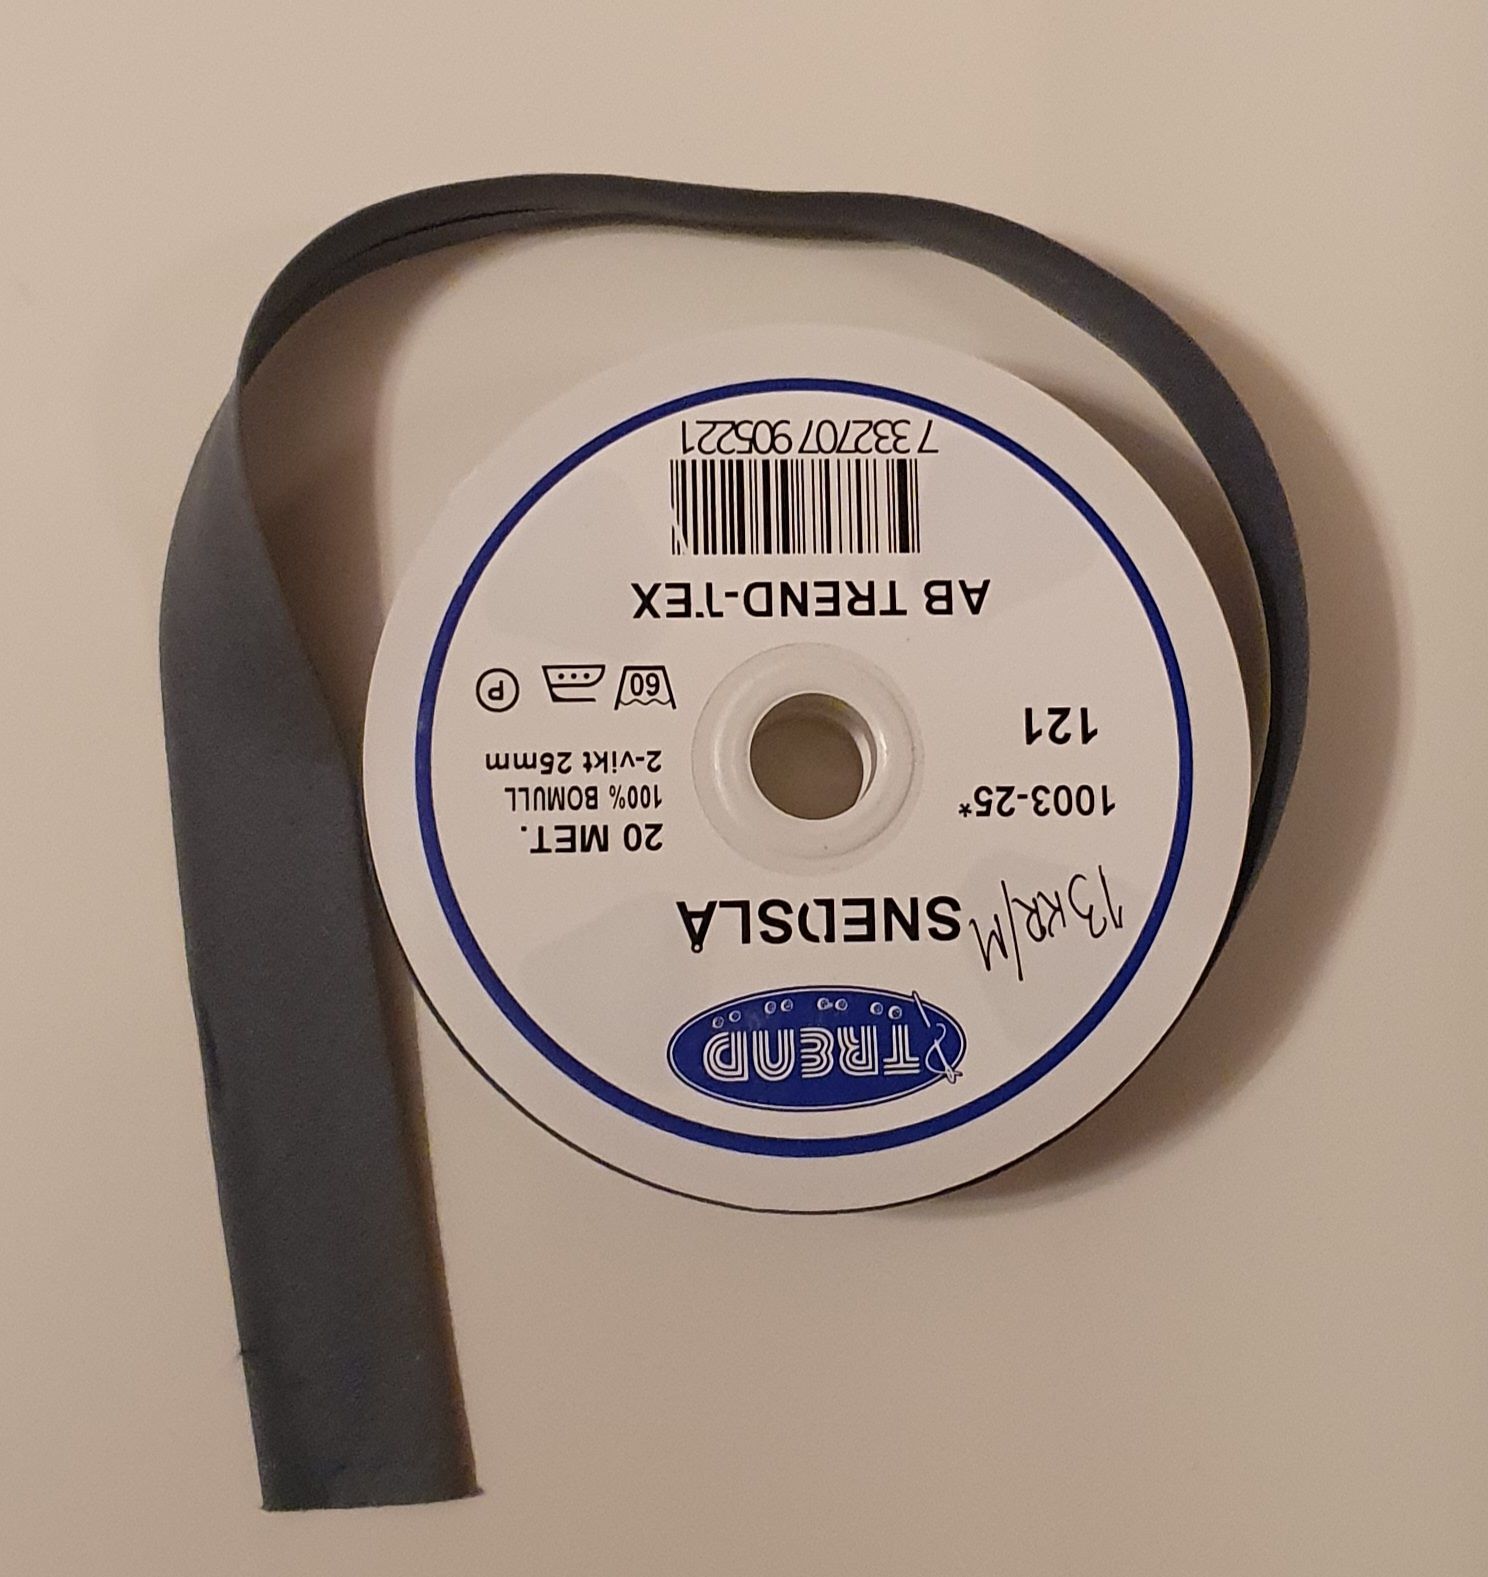 TREND
13 KR/M
SNEDSLÅ
1003-25*
121
20 MET.
100% BOMULL
2-vikt 25mm
60
P
AB TREND-TEX
7 332707 905221